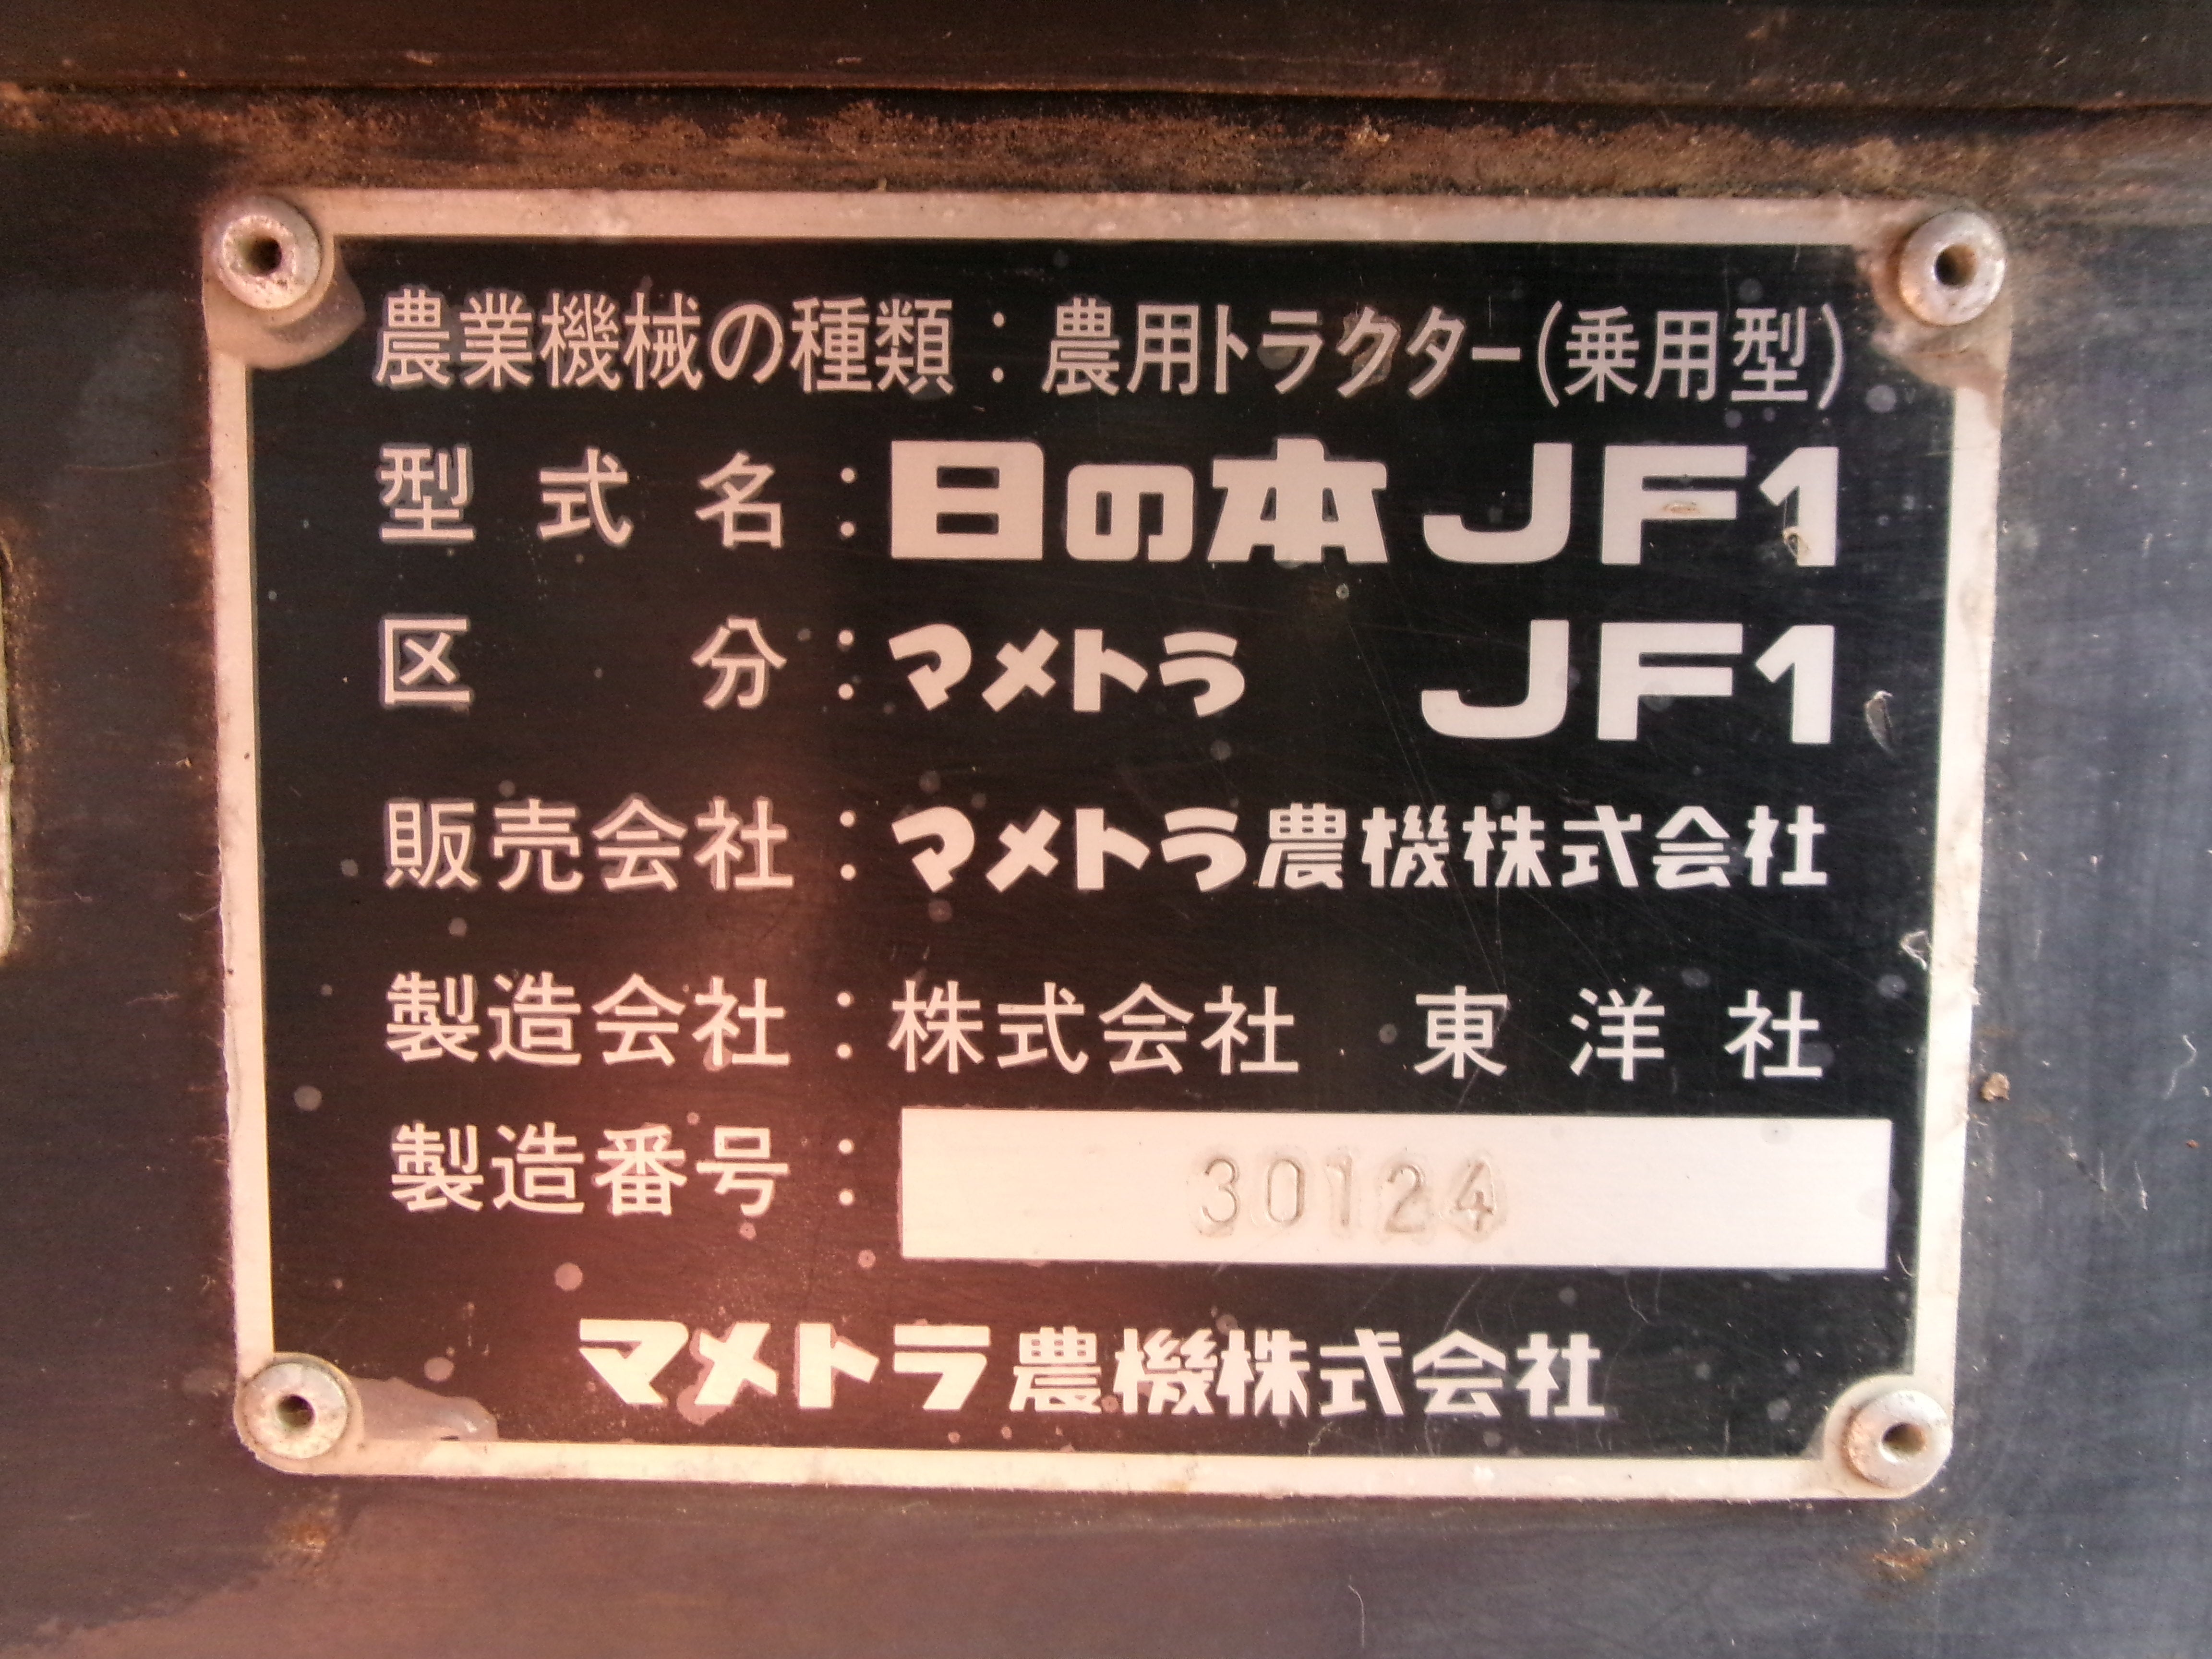 農業機械の種類：農用トラクター(乗用型)
型式名：日の本 JF1
区分：マメトラ JF1
販売会社：マメトラ農機株式会社
製造会社：株式会社 東洋社
製造番号：30124
マメトラ農機株式会社